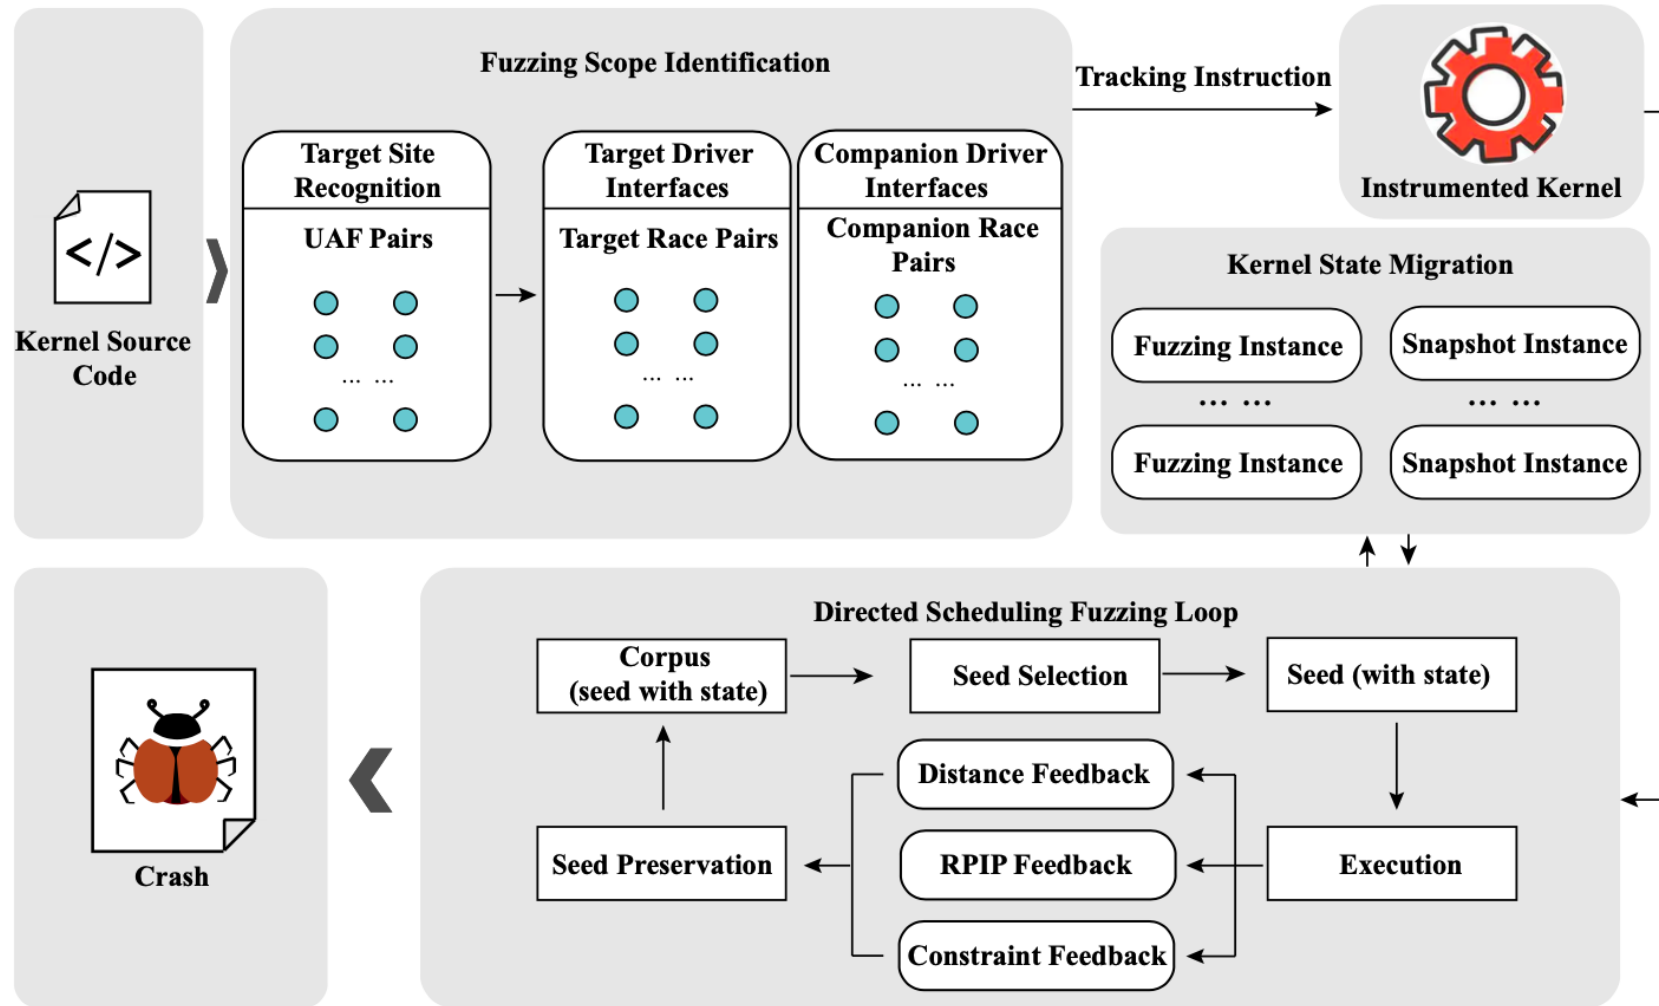 Kernel Source
Code
</>
Fuzzing Scope Identification
Target Site
Recognition
UAF Pairs
... ...
Target Driver
Interfaces
Target Race Pairs
... ...
Companion Driver
Interfaces
Companion Race
Pairs
... ...
Tracking Instruction
Instrumented Kernel
Kernel State Migration
Fuzzing Instance
Snapshot Instance
... ...
... ...
Fuzzing Instance
Snapshot Instance
Directed Scheduling Fuzzing Loop
Corpus
(seed with state)
Seed Selection
Seed (with state)
Distance Feedback
Seed Preservation
RPIP Feedback
Execution
Constraint Feedback
Crash